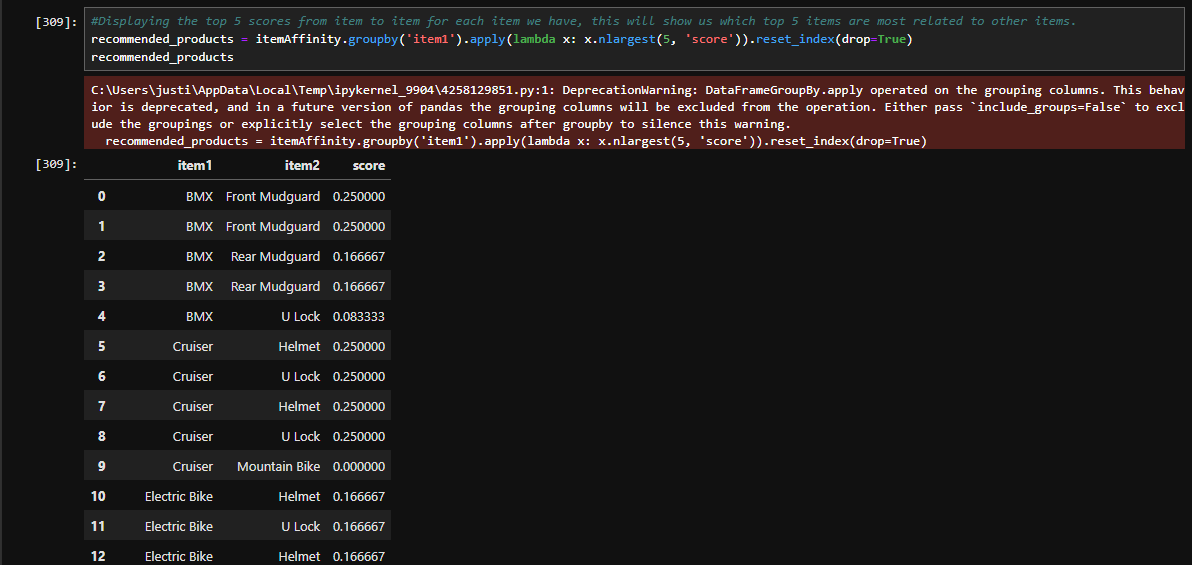 [309]: #Displaying the top 5 scores from item to item for each item we have, this will show us which top 5 items are most related to other items.
recommended_products = itemAffinity.groupby('item1').apply(lambda x: x.nlargest(5, 'score')).reset_index(drop=True)
recommended_products
C:\Users\justi\AppData\Local\Temp\ipykernel_9904\4258129851.py:1: DeprecationWarning: DataFrameGroupBy.apply operated on the grouping columns. This behav
ior is deprecated, and in a future version of pandas the grouping columns will be excluded from the operation. Either pass `include_groups=False` to excl
ude the groupings or explicitly select the grouping columns after groupby to silence this warning.
recommended_products = itemAffinity.groupby('item1').apply(lambda x: x.nlargest(5, 'score')).reset_index(drop=True)
[309]: item1 item2 score
0 BMX Front Mudguard 0.250000
1 BMX Front Mudguard 0.250000
2 BMX Rear Mudguard 0.166667
3 BMX Rear Mudguard 0.166667
4 BMX U Lock 0.083333
5 Cruiser Helmet 0.250000
6 Cruiser U Lock 0.250000
7 Cruiser Helmet 0.250000
8 Cruiser U Lock 0.250000
9 Cruiser Mountain Bike 0.000000
10 Electric Bike Helmet 0.166667
11 Electric Bike U Lock 0.166667
12 Electric Bike Helmet 0.166667